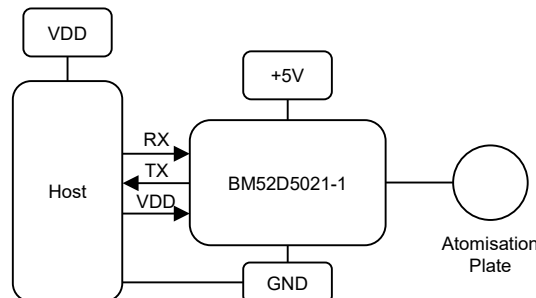 VDD
+5V
RX
TX
VDD
Host
BM52D5021-1
GND
Atomisation
Plate